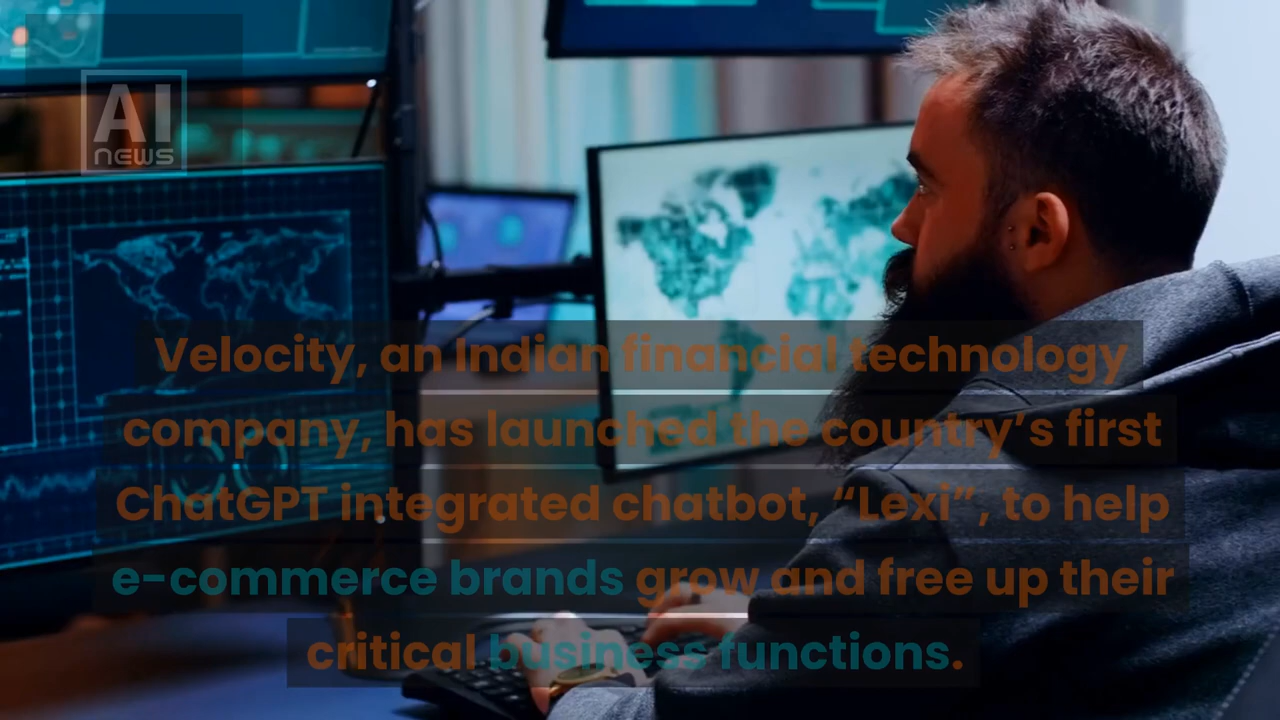 AI
news
Velocity, an Indian financial technology
company, has launched the country’s first
ChatGPT integrated chatbot, “Lexi”, to help
e-commerce brands grow and free up their
critical business functions.